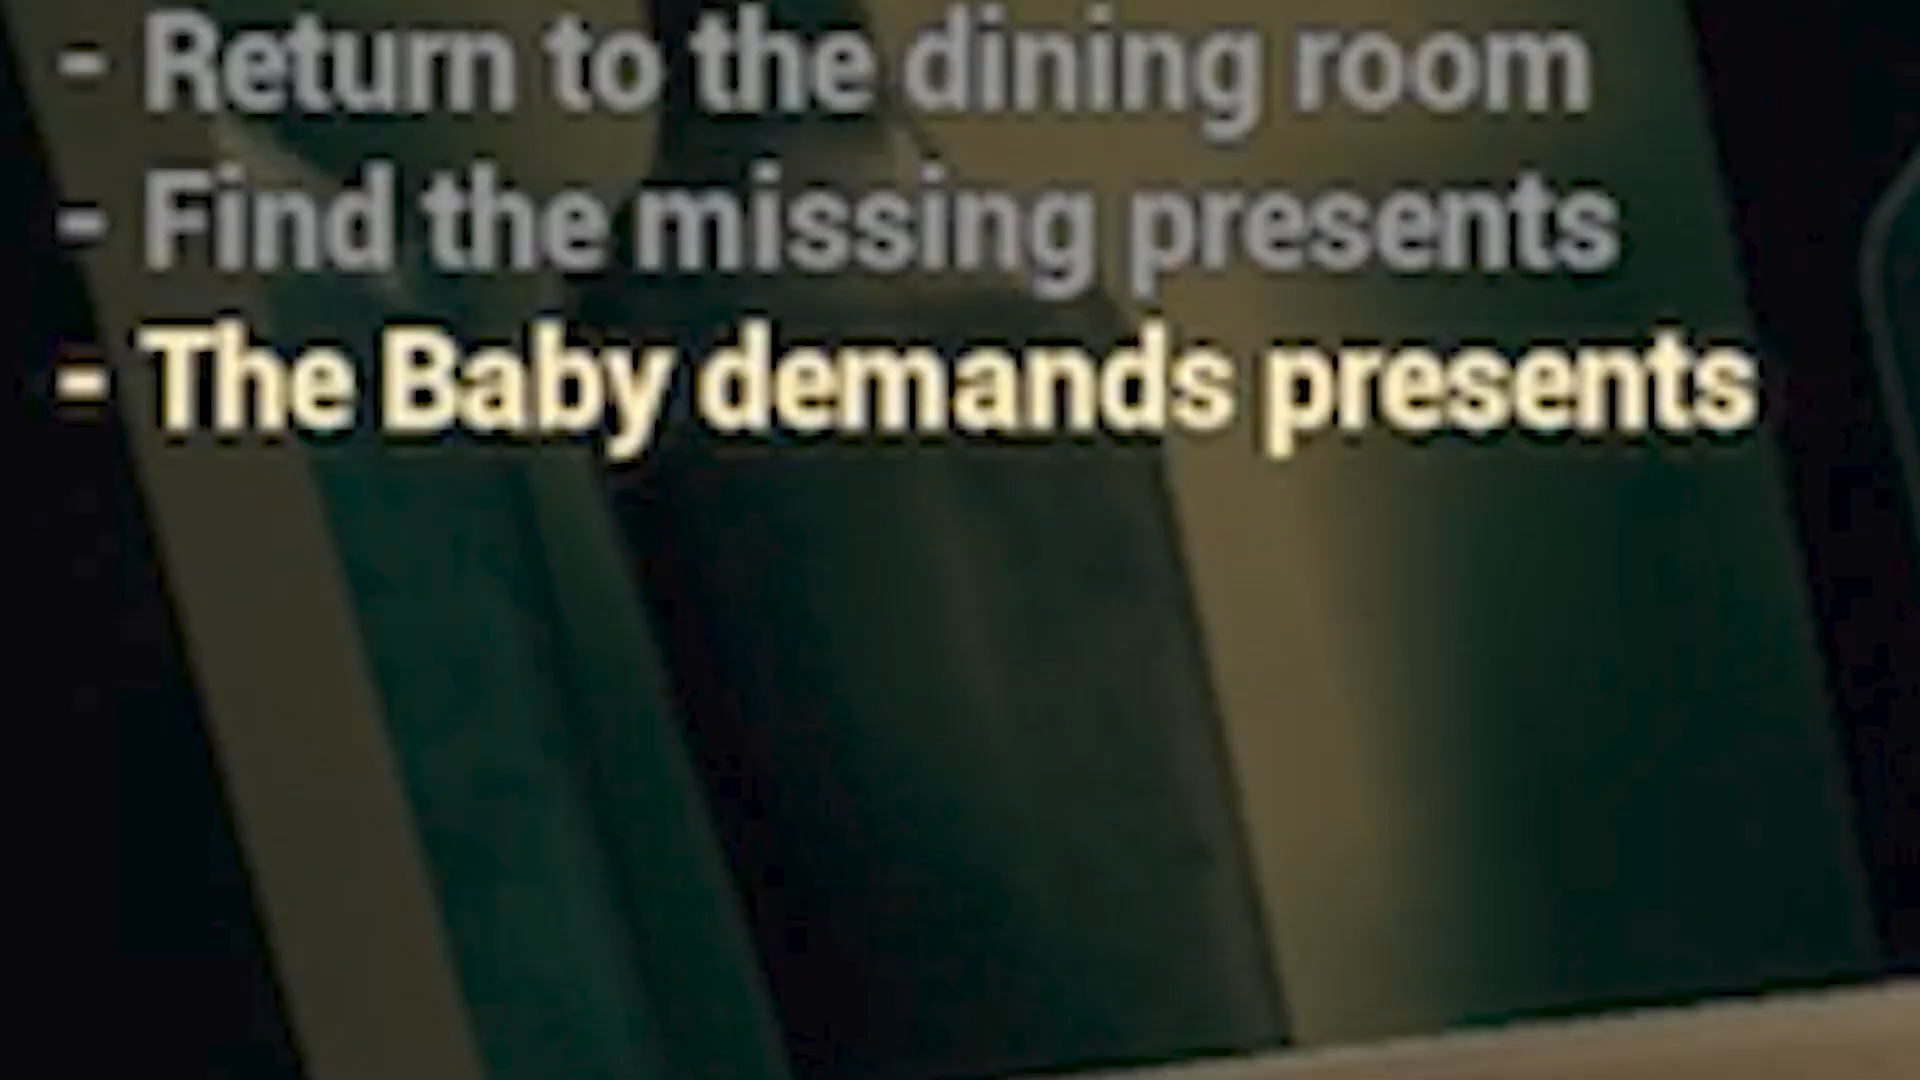 - Return to the dining room
- Find the missing presents
- The Baby demands presents